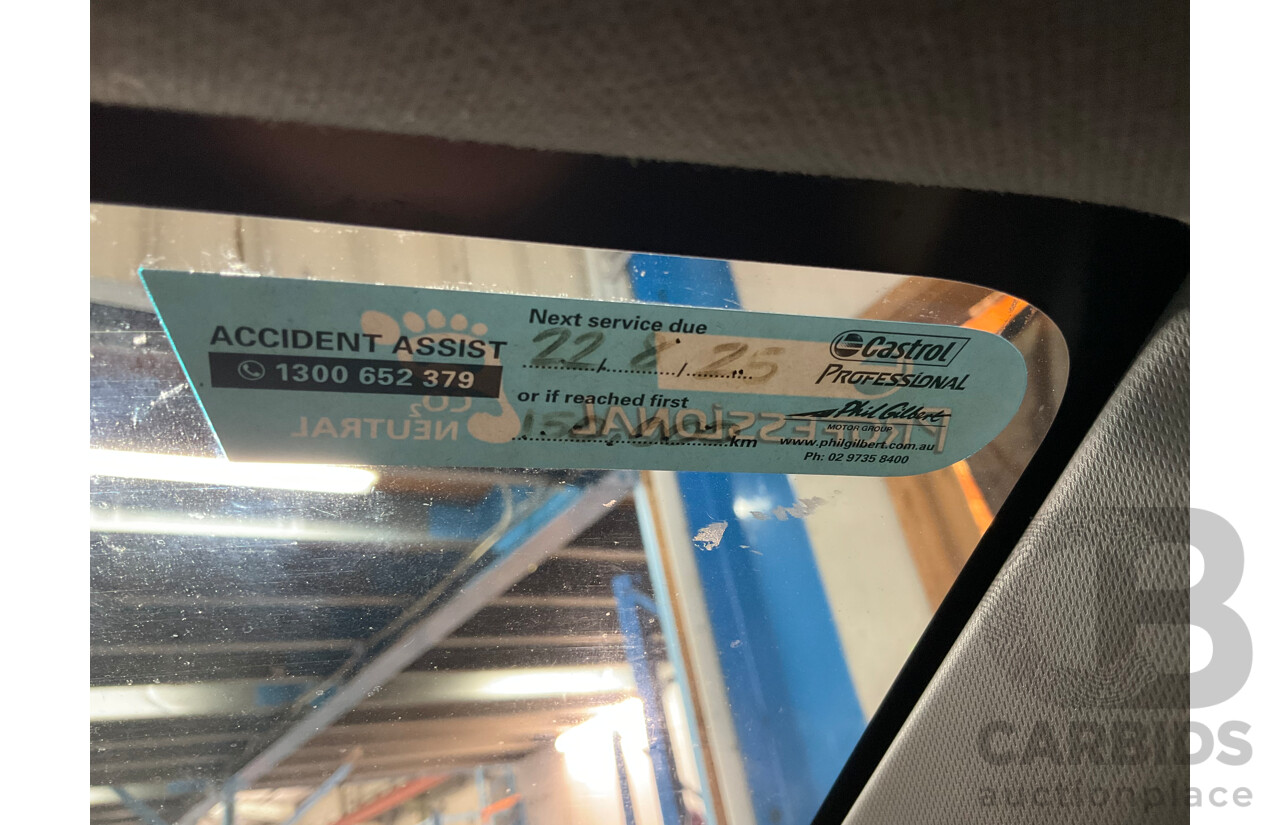 ACCIDENT ASSIST
1300 652 379
Next service due
22 / 8 / 25
or if reached first
km
Castrol
PROFESSIONAL
Phil Gilbert
MOTOR GROUP
www.philgilbert.com.au
Ph: 02 9735 8400
CO2
NEUTRAL
PROFESSIONAL
CARBIDS
auctionplace